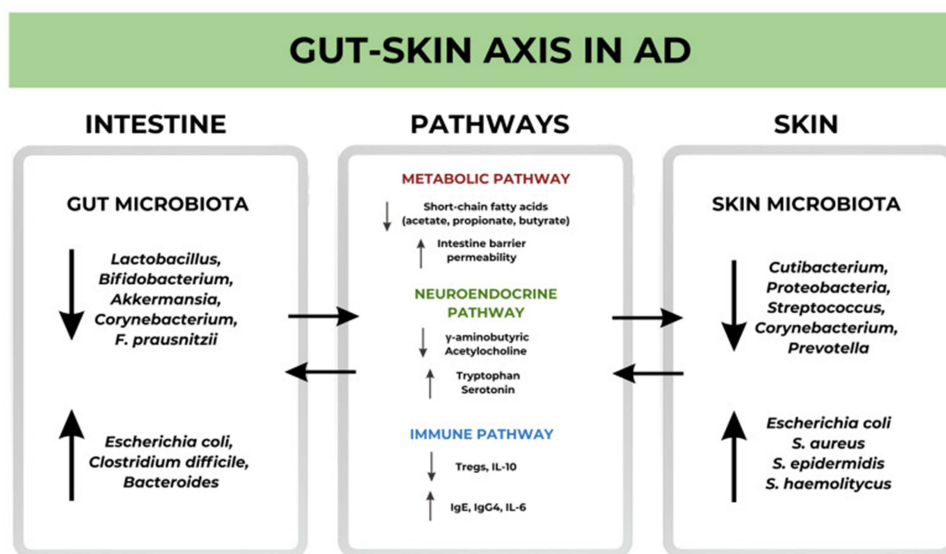 GUT-SKIN AXIS IN AD
INTESTINE
GUT MICROBIOTA
Lactobacillus,
Bifidobacterium,
Akkermansia,
Corynebacterium,
F. prausnitzii
Escherichia coli,
Clostridium difficile,
Bacteroides
PATHWAYS
METABOLIC PATHWAY
Short-chain fatty acids
(acetate, propionate, butyrate)
Intestine barrier
permeability
NEUROENDOCRINE
PATHWAY
γ-aminobutyric
Acetylocholine
Tryptophan
Serotonin
IMMUNE PATHWAY
Tregs, IL-10
IgE, IgG4, IL-6
SKIN
SKIN MICROBIOTA
Cutibacterium,
Proteobacteria,
Streptococcus,
Corynebacterium,
Prevotella
Escherichia coli
S. aureus
S. epidermidis
S. haemolitycus